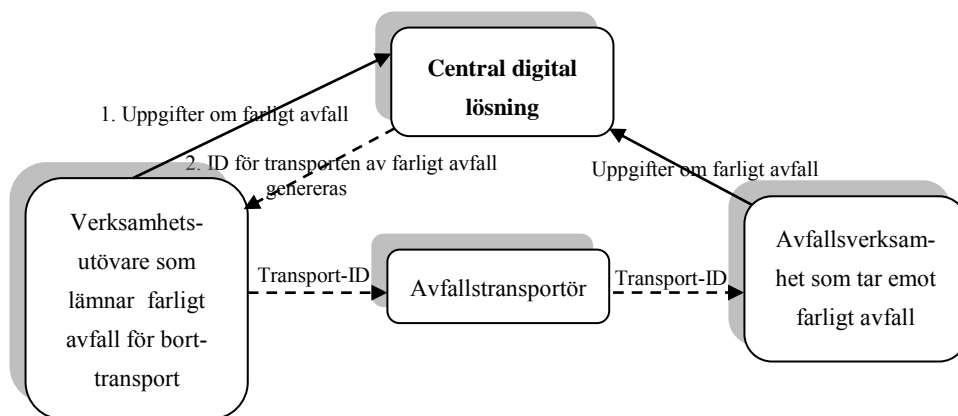 Central digital
lösning
1. Uppgifter om farligt avfall
2. ID för transporten av farligt avfall
genereras
Uppgifter om farligt avfall
Verksamhets-
utövare som
lämnar farligt
avfall för bort-
transport
Transport-ID
Avfallstransportör
Transport-ID
Avfallsverksam-
het som tar emot
farligt avfall